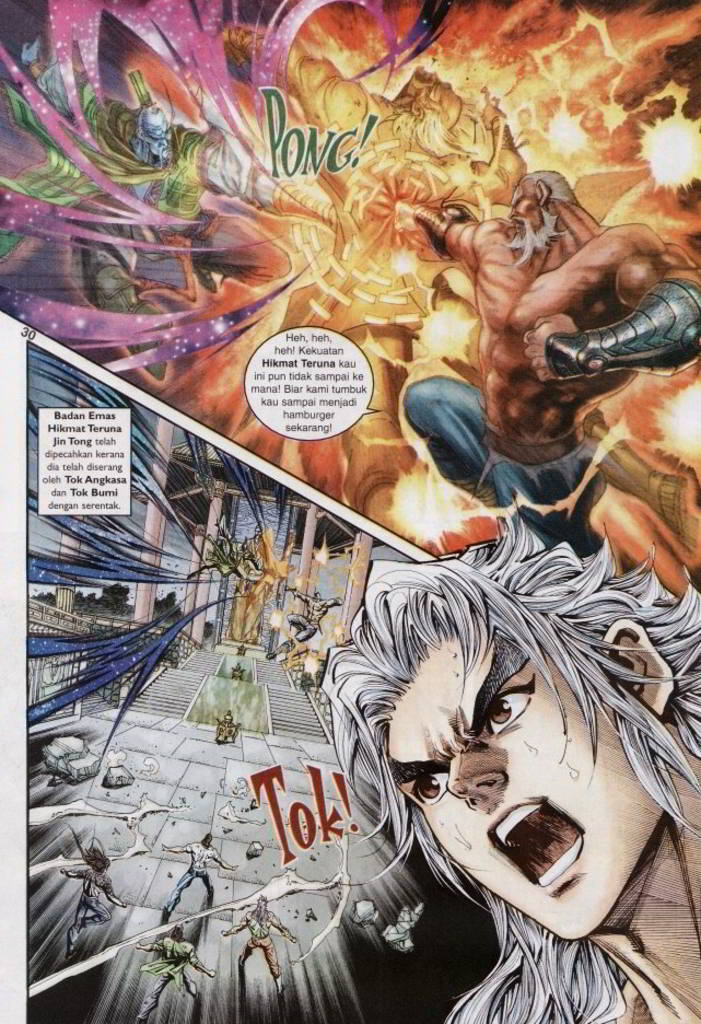 PONG!
30
Heh, heh,
heh! Kekuatan
Hikmat Teruna kau
ini pun tidak sampai ke
mana! Biar kami tumbuk
kau sampai menjadi
hamburger
sekarang!
Badan Emas
Hikmat Teruna
Jin Tong telah
dipecahkan kerana
dia telah diserang
oleh Tok Angkasa
dan Tok Bumi
dengan serentak.
TOK!